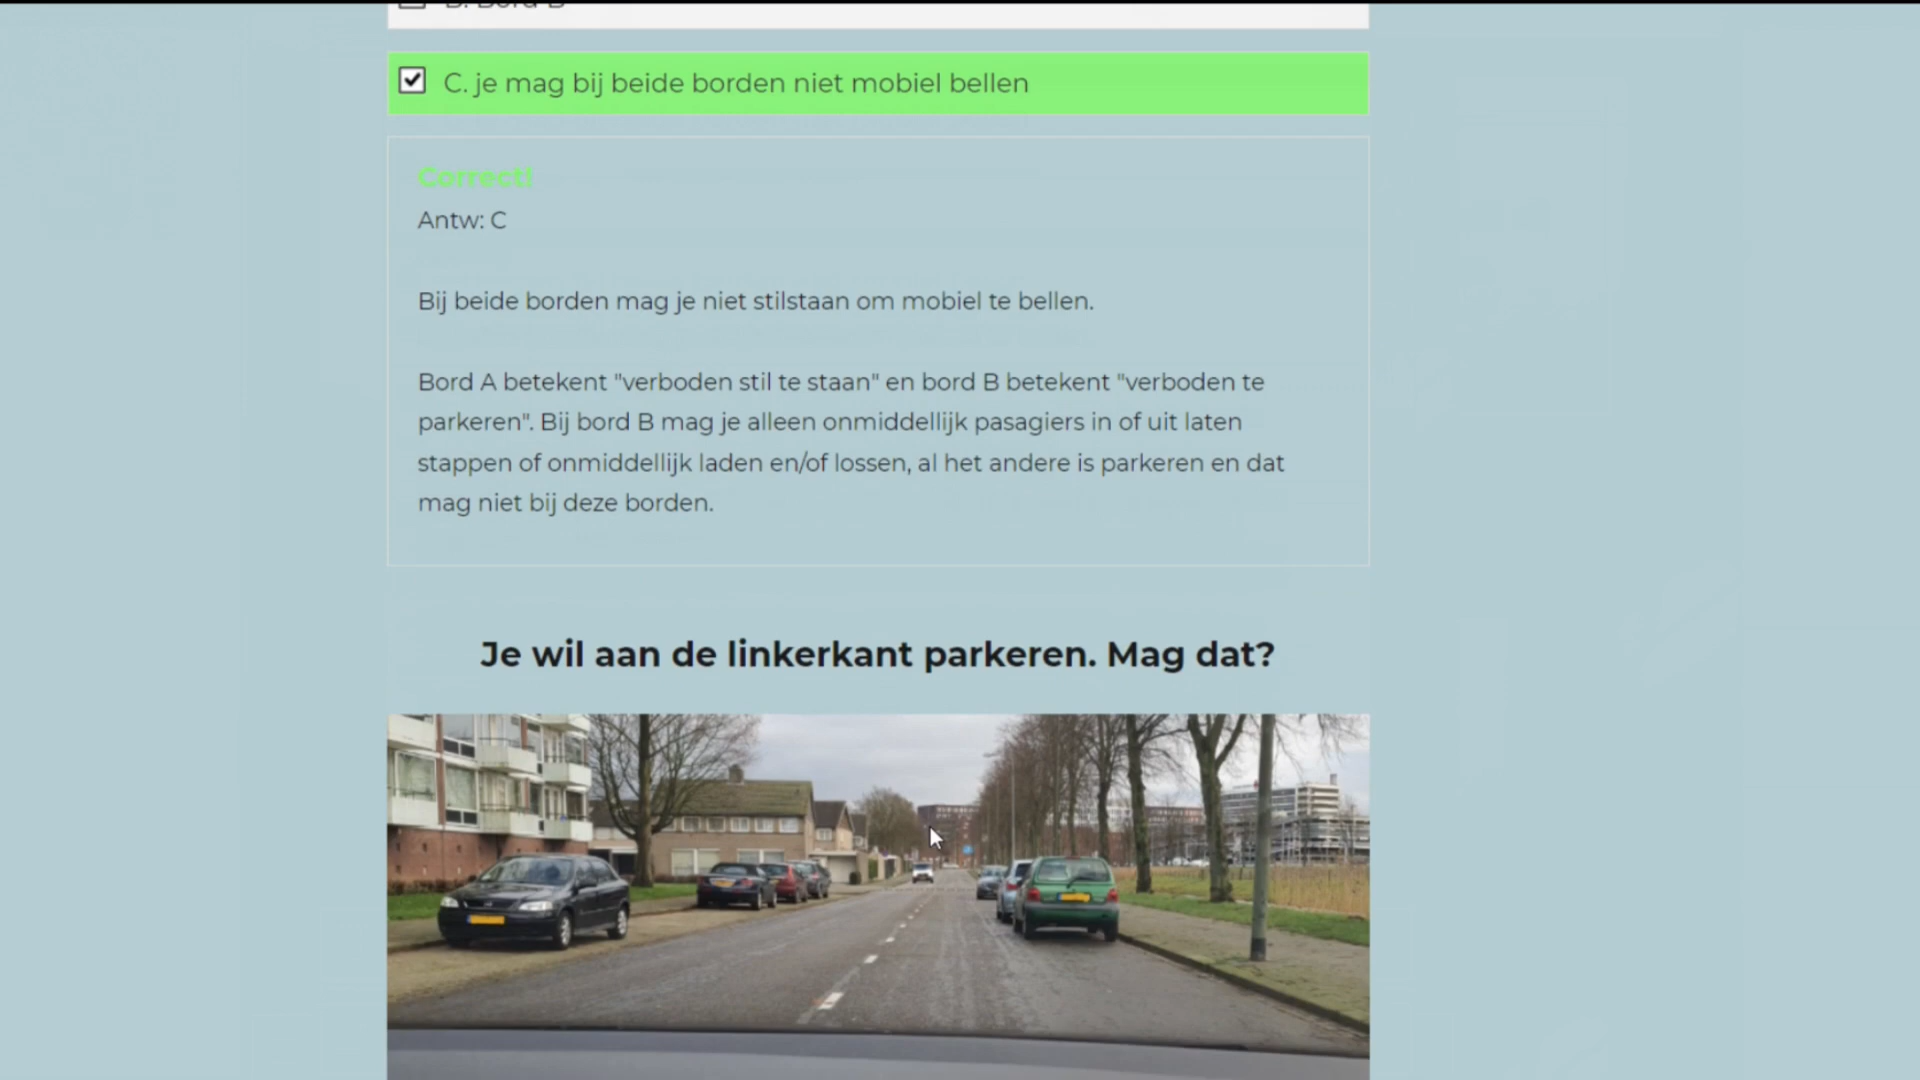 B. Bord B
C. je mag bij beide borden niet mobiel bellen
Correct!
Antw: C
Bij beide borden mag je niet stilstaan om mobiel te bellen.
Bord A betekent "verboden stil te staan" en bord B betekent "verboden te
parkeren". Bij bord B mag je alleen onmiddellijk pasagiers in of uit laten
stappen of onmiddellijk laden en/of lossen, al het andere is parkeren en dat
mag niet bij deze borden.
Je wil aan de linkerkant parkeren. Mag dat?